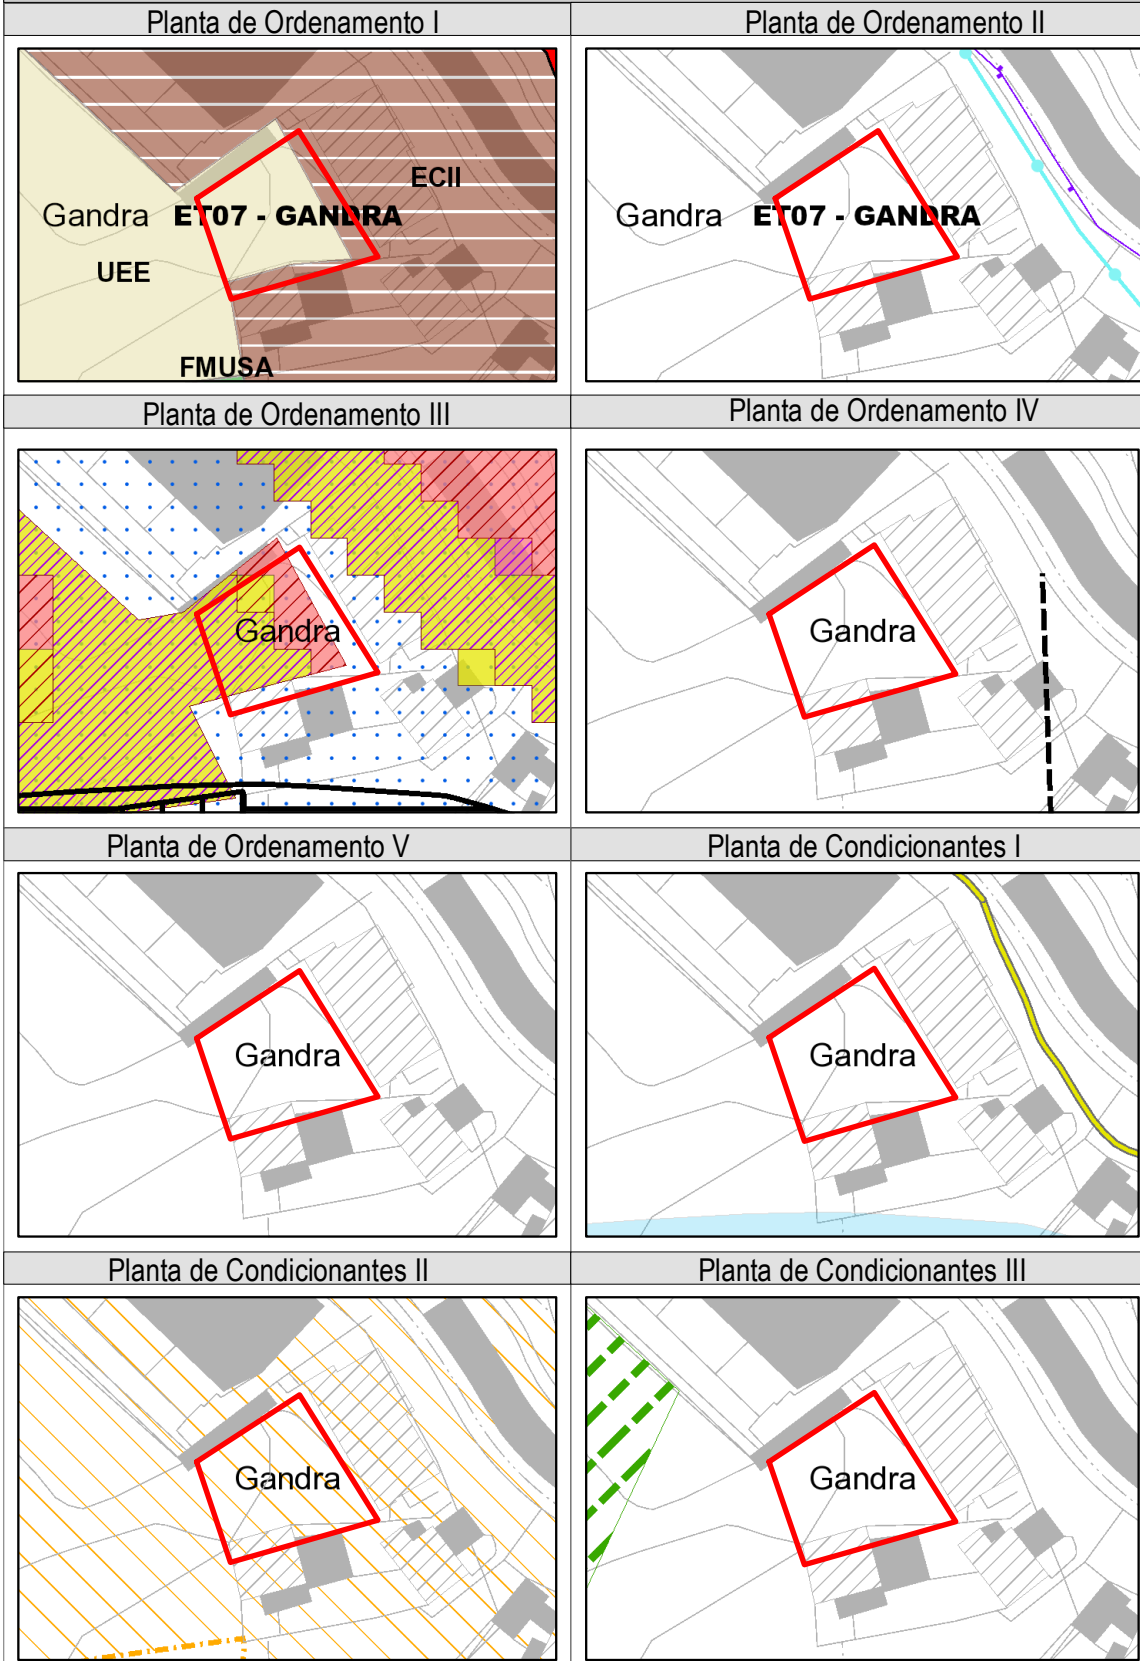 Planta de Ordenamento I
Planta de Ordenamento II
ECII
Gandra ET07 - GANDRA
UEE
FMUSA
Gandra ET07 - GANDRA
Planta de Ordenamento III
Planta de Ordenamento IV
Gandra
Gandra
Planta de Ordenamento V
Planta de Condicionantes I
Gandra
Gandra
Planta de Condicionantes II
Planta de Condicionantes III
Gandra
Gandra